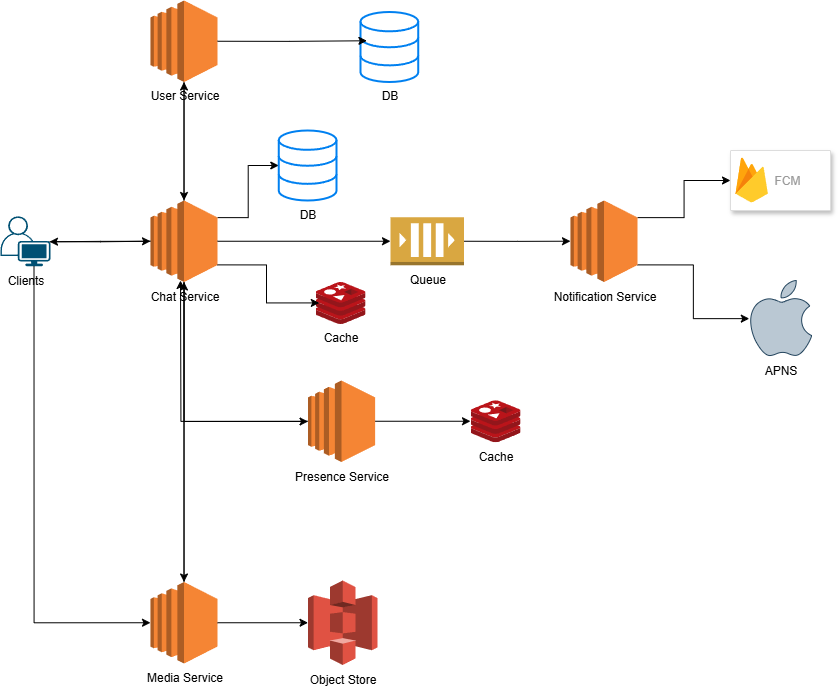 User Service
DB
DB
FCM
Clients
Chat Service
Queue
Notification Service
Cache
APNS
Presence Service
Cache
Media Service
Object Store